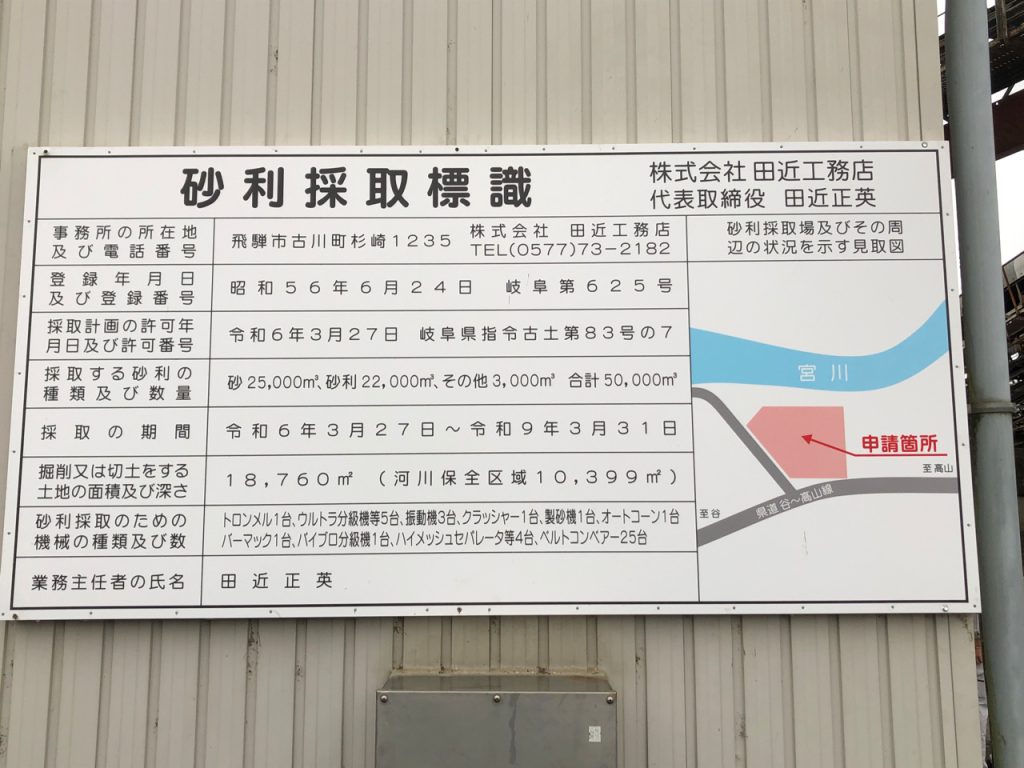 砂利採取標識
株式会社 田近工務店
代表取締役 田近正英
事務所の所在地
及び電話番号
飛騨市古川町杉崎1235
株式会社 田近工務店
TEL(0577)73-2182
登録年月日
及び登録番号
昭和56年6月24日 岐阜第625号
採取計画の許可年
月日及び許可番号
令和6年3月27日 岐阜県指令古土第83号の7
採取する砂利の
種類及び数量
砂25,000㎥、砂利22,000㎥、その他3,000㎥ 合計50,000㎥
採取の期間
令和6年3月27日～令和9年3月31日
掘削又は切土をする
土地の面積及び深さ
18,760㎡ (河川保全区域10,399㎡)
砂利採取のための
機械の種類及び数
トロンメル1台、ウルトラ分級機等5台、振動機3台、クラッシャー1台、製砂機1台、オートコーン1台
バーマック1台、バイブロ分級機1台、ハイメッシュセパレータ等4台、ベルトコンベアー25台
業務主任者の氏名
田近正英
砂利採取場及びその周
辺の状況を示す見取図
宮川
申請箇所
至高山
至谷
県道谷～高山線